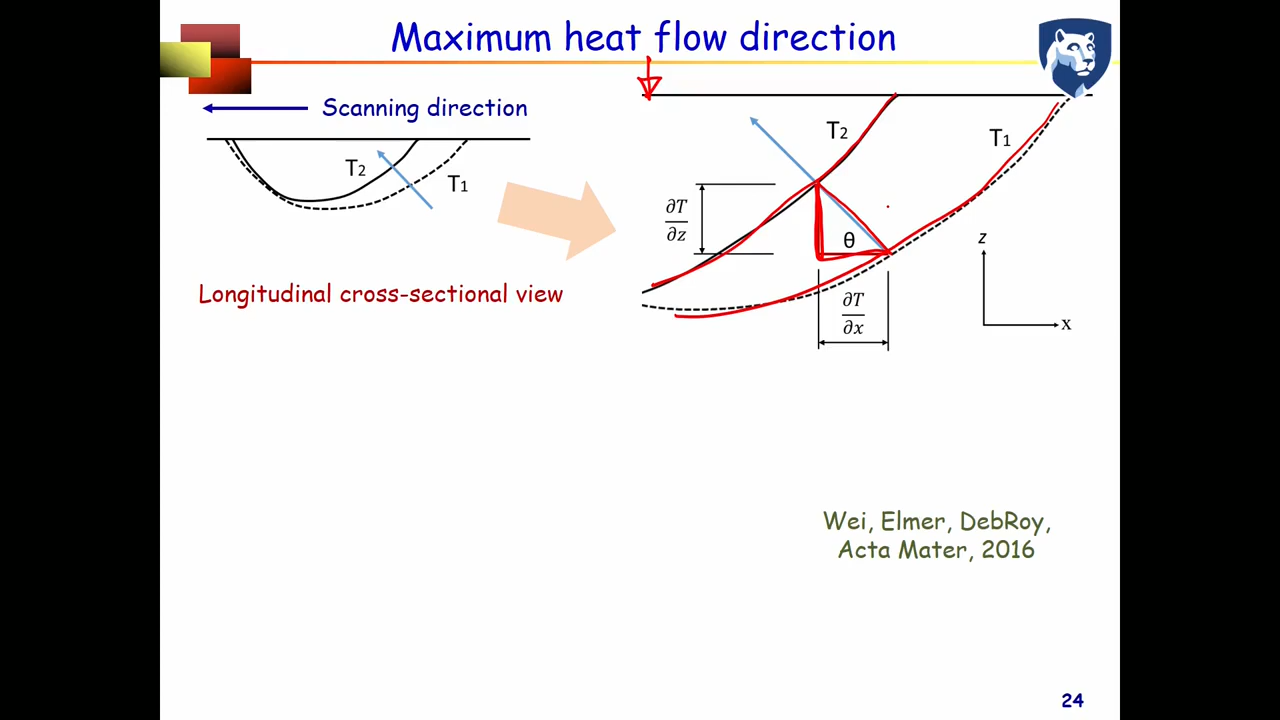 Maximum heat flow direction
Scanning direction
T2
T1
Longitudinal cross-sectional view
T2
T1
∂T
∂z
θ
∂T
∂x
z
x
Wei, Elmer, DebRoy,
Acta Mater, 2016
24